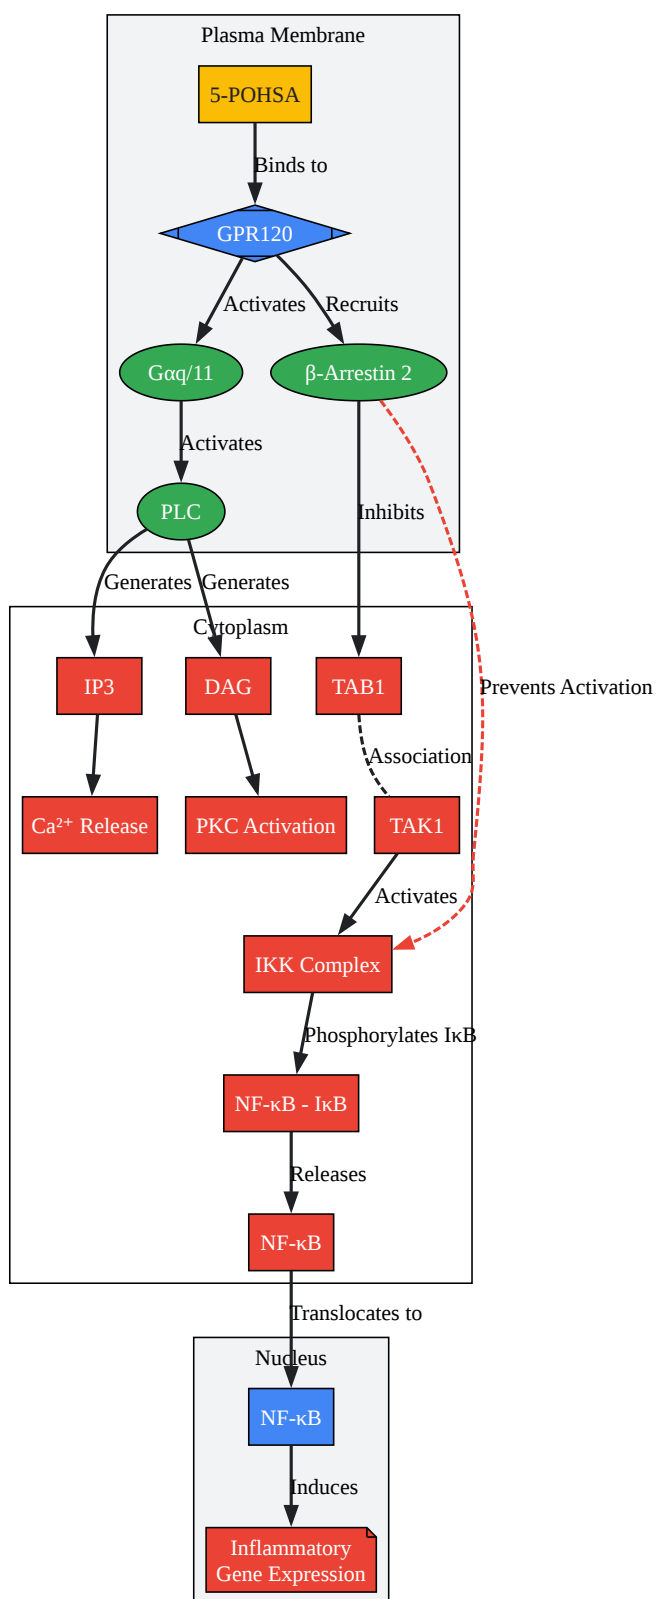 Plasma Membrane
5-POHSA
Binds to
GPR120
Activates
Recruits
Gαq/11
β-Arrestin 2
Activates
PLC
Inhibits
Generates
Generates
Cytoplasm
IP3
DAG
TAB1
Prevents Activation
Association
Ca²⁺ Release
PKC Activation
TAK1
Activates
IKK Complex
Phosphorylates IκB
NF-κB - IκB
Releases
NF-κB
Translocates to
Nucleus
NF-κB
Induces
Inflammatory
Gene Expression